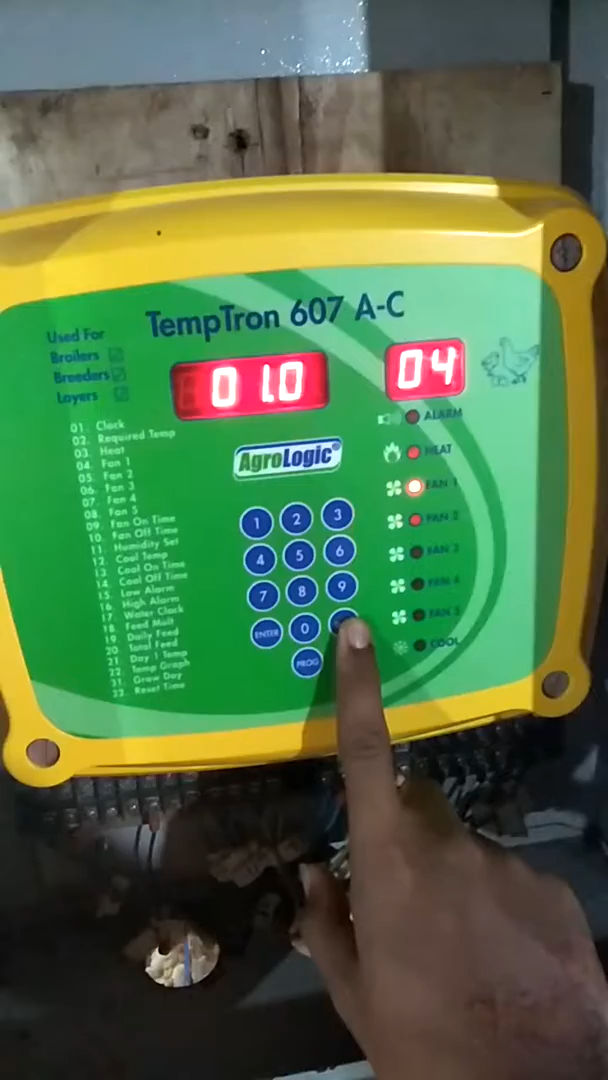 TempTron 607 A-C
Used For
Broilers
Breeders
Layers
01.0
04
AgroLogic®
01. Clock
02. Required Temp
03. Heat
04. Fan 1
05. Fan 2
06. Fan 3
07. Fan 4
08. Fan 5
09. Fan On Time
10. Fan Off Time
11. Humidity Set
12. Cool Temp
13. Cool On Time
14. Cool Off Time
15. Low Alarm
16. High Alarm
17. Water Clock
18. Feed Mult
19. Daily Feed
20. Total Feed
21. Day 1 Temp
22. Temp Graph
31. Grow Day
32. Reset Time
1 2 3
4 5 6
7 8 9
ENTER 0
PROG
ALARM
HEAT
FAN 1
FAN 2
FAN 3
FAN 4
FAN 5
COOL